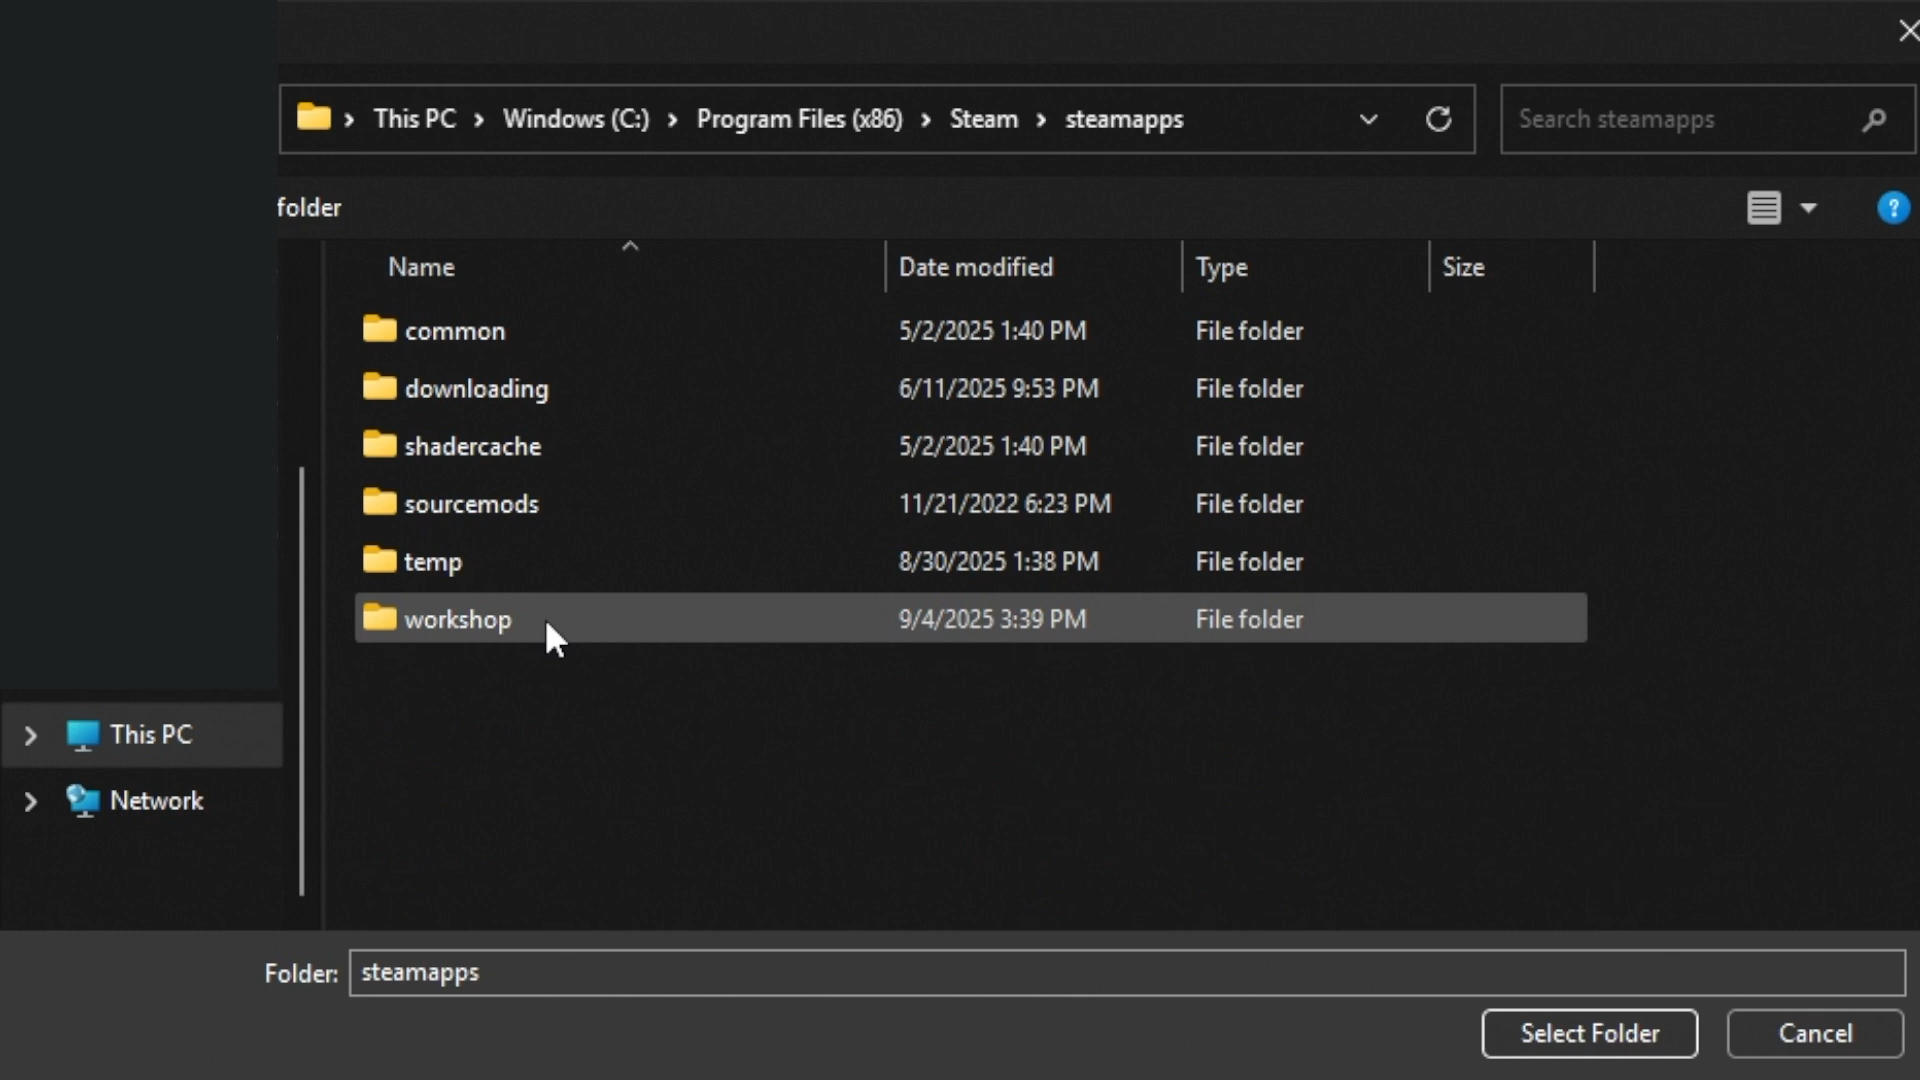 This PC > Windows (C:) > Program Files (x86) > Steam > steamapps
Search steamapps
folder
Name Date modified Type Size
common 5/2/2025 1:40 PM File folder
downloading 6/11/2025 9:53 PM File folder
shadercache 5/2/2025 1:40 PM File folder
sourcemods 11/21/2022 6:23 PM File folder
temp 8/30/2025 1:38 PM File folder
workshop 9/4/2025 3:39 PM File folder
This PC
Network
Folder: steamapps
Select Folder Cancel